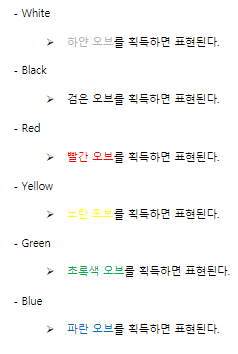 - White
➢ 하얀 오브를 획득하면 표현된다.
- Black
➢ 검은 오브를 획득하면 표현된다.
- Red
➢ 빨간 오브를 획득하면 표현된다.
- Yellow
➢ 노란 오브를 획득하면 표현된다.
- Green
➢ 초록색 오브를 획득하면 표현된다.
- Blue
➢ 파란 오브를 획득하면 표현된다.